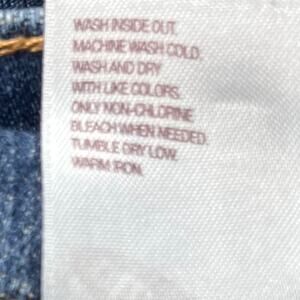 WASH INSIDE OUT.
MACHINE WASH COLD.
WASH AND DRY
WITH LIKE COLORS.
ONLY NON-CHLORINE
BLEACH WHEN NEEDED.
TUMBLE DRY LOW.
WARM IRON.